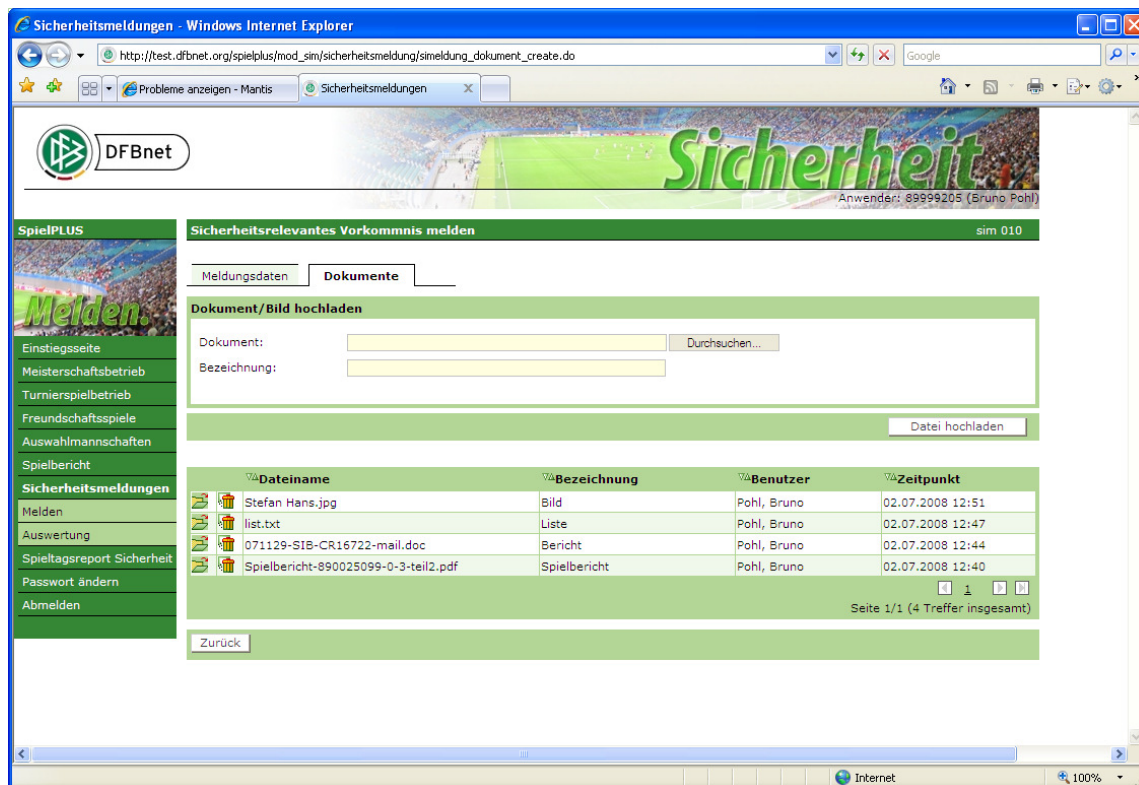 Sicherheitsmeldungen - Windows Internet Explorer
http://test.dfbnet.org/spielplus/mod_sim/sicherheitsmeldung/simeldung_dokument_create.do
Google
Probleme anzeigen - Mantis
Sicherheitsmeldungen
DFBnet
Sicherheit
Anwender: 89999205 (Bruno Pohl)
SpielPLUS
Sicherheitsrelevantes Vorkommnis melden
sim 010
Meldungsdaten
Dokumente
Melden.
Dokument/Bild hochladen
Dokument:
Durchsuchen...
Bezeichnung:
Datei hochladen
Einstiegsseite
Meisterschaftsbetrieb
Turnierspielbetrieb
Freundschaftsspiele
Auswahlmannschaften
Spielbericht
Sicherheitsmeldungen
Melden
Auswertung
Spieltagsreport Sicherheit
Passwort ändern
Abmelden
Dateiname Bezeichnung Benutzer Zeitpunkt
Stefan Hans.jpg Bild Pohl, Bruno 02.07.2008 12:51
list.txt Liste Pohl, Bruno 02.07.2008 12:47
071129-SIB-CR16722-mail.doc Bericht Pohl, Bruno 02.07.2008 12:44
Spielbericht-890025099-0-3-teil2.pdf Spielbericht Pohl, Bruno 02.07.2008 12:40
1
Seite 1/1 (4 Treffer insgesamt)
Zurück
Internet
100%